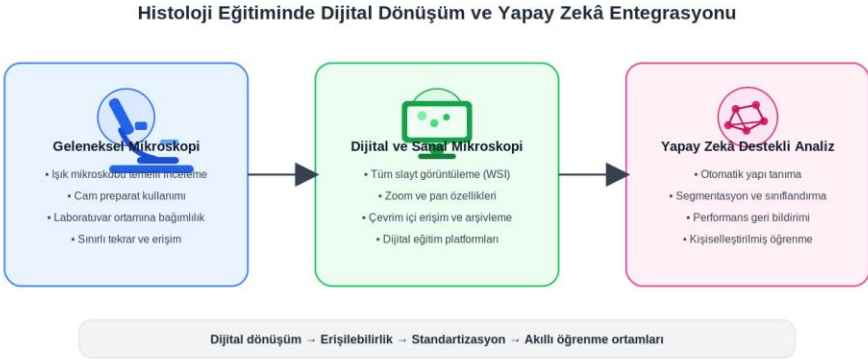 Histoloji Eğitiminde Dijital Dönüşüm ve Yapay Zekâ Entegrasyonu
Geleneksel Mikroskopi
• Işık mikroskobu temelli inceleme
• Cam preparat kullanımı
• Laboratuvar ortamına bağımlılık
• Sınırlı tekrar ve erişim
Dijital ve Sanal Mikroskopi
• Tüm slayt görüntüleme (WSI)
• Zoom ve pan özellikleri
• Çevrim içi erişim ve arşivleme
• Dijital eğitim platformları
Yapay Zekâ Destekli Analiz
• Otomatik yapı tanıma
• Segmentasyon ve sınıflandırma
• Performans geri bildirimi
• Kişiselleştirilmiş öğrenme
Dijital dönüşüm → Erişilebilirlik → Standartizasyon → Akıllı öğrenme ortamları